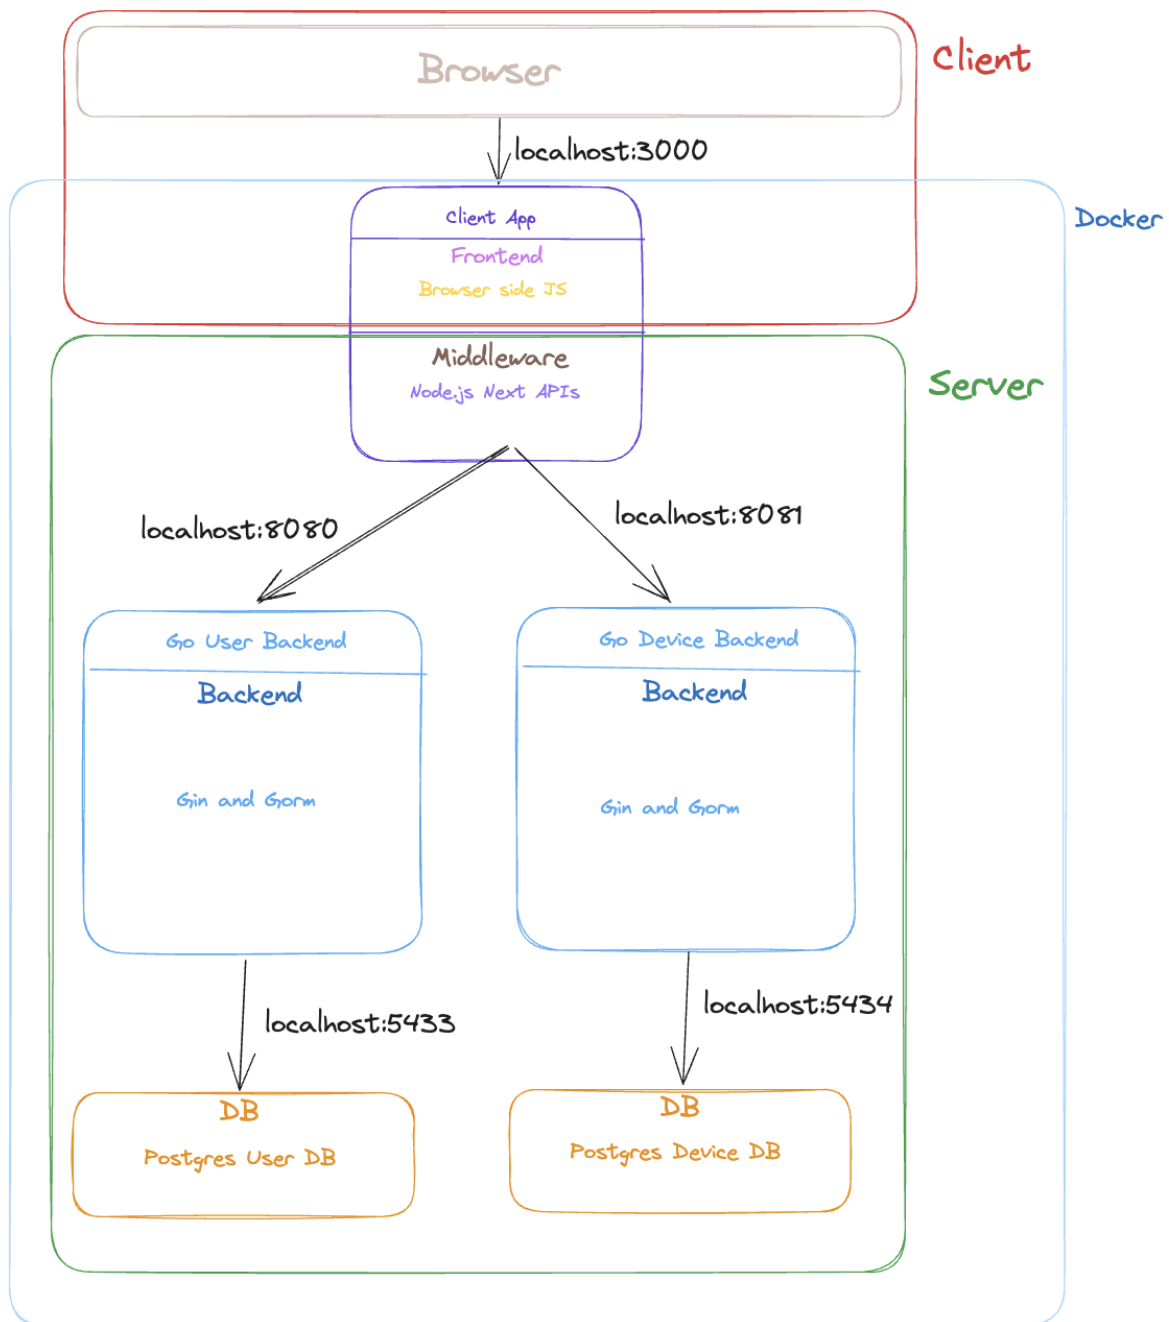 Browser
Client
localhost:3000
Client App
Docker
Frontend
Browser side JS
Middleware
Node.js Next APIs
Server
localhost:8080
localhost:8081
Go User Backend
Go Device Backend
Backend
Backend
Gin and Gorm
Gin and Gorm
localhost:5433
localhost:5434
DB
DB
Postgres User DB
Postgres Device DB